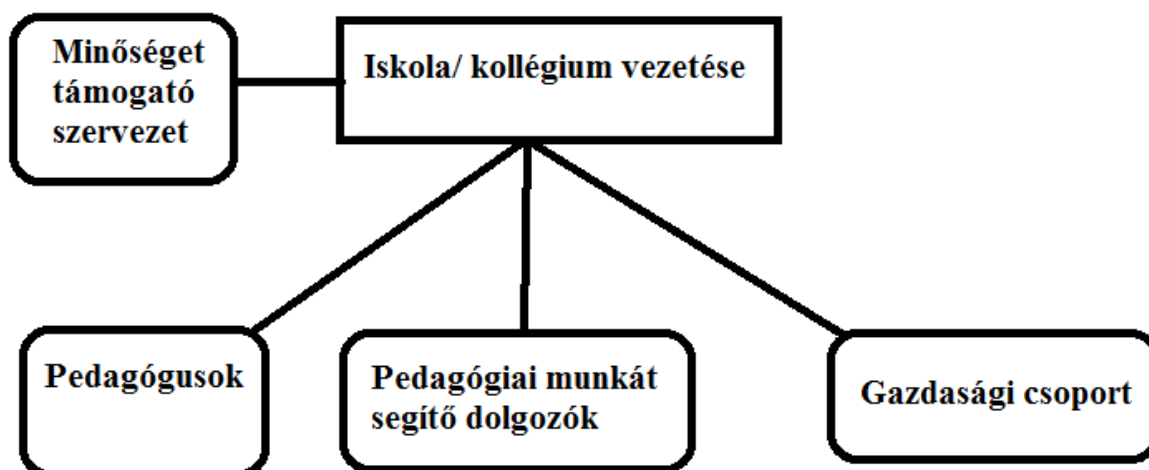 Minőséget
támogató
szervezet
Iskola/ kollégium vezetése
Pedagógusok
Pedagógiai munkát
segítő dolgozók
Gazdasági csoport